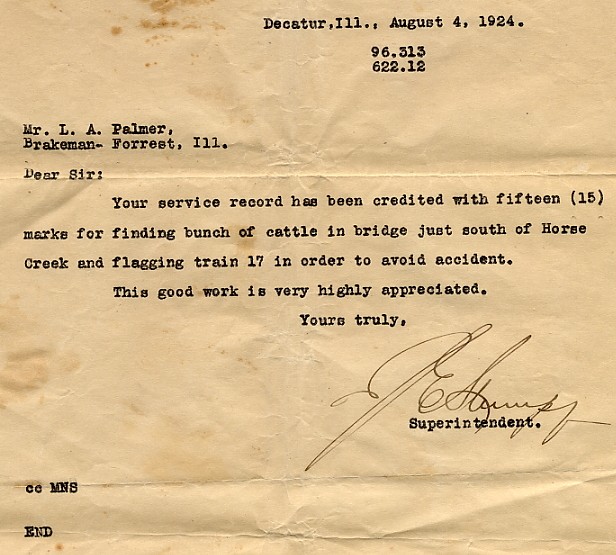 Decatur,Ill., August 4, 1924.
96.313
622.12
Mr. L. A. Palmer,
Brakeman- Forrest, Ill.
Dear Sir:
Your service record has been credited with fifteen (15)
marks for finding bunch of cattle in bridge just south of Horse
Creek and flagging train 17 in order to avoid accident.
This good work is very highly appreciated.
Yours truly,
Superintendent.
cc MNS
END